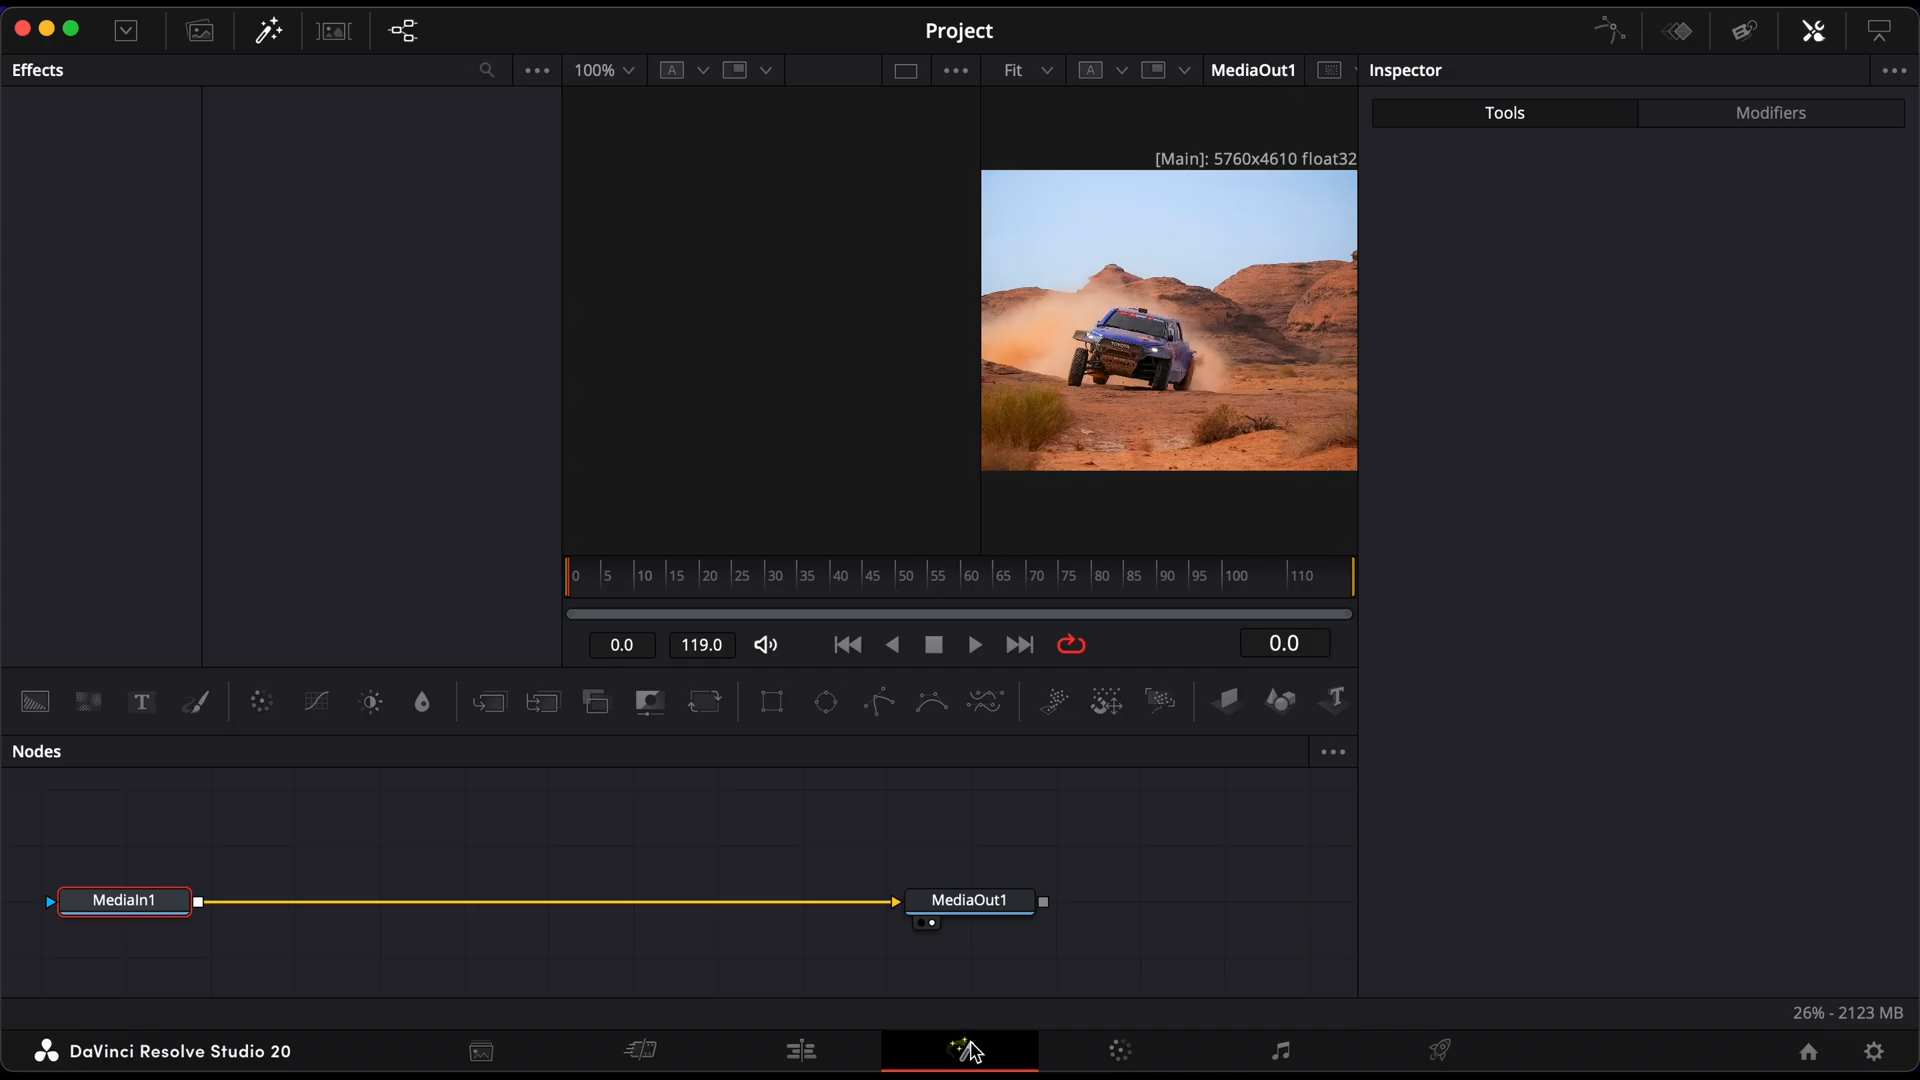 Project
Effects
100%
A
Fit
A
MediaOut1
Inspector
Tools
Modifiers
[Main]: 5760x4610 float32
TOYOTA
0 5 10 15 20 25 30 35 40 45 50 55 60 65 70 75 80 85 90 95 100 110
0.0
119.0
0.0
T
T
Nodes
MediaIn1
MediaOut1
26% - 2123 MB
DaVinci Resolve Studio 20